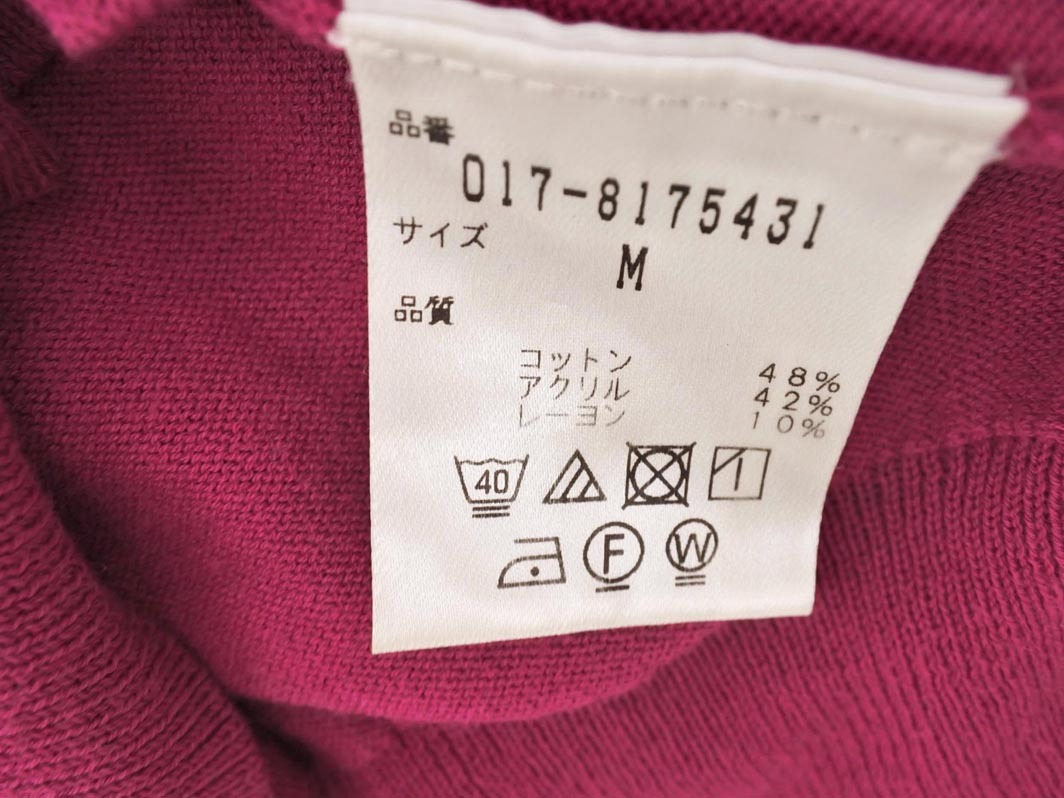 品番
017-8175431
サイズ
M
品質
コットン 48%
アクリル 42%
レーヨン 10%
40
F W